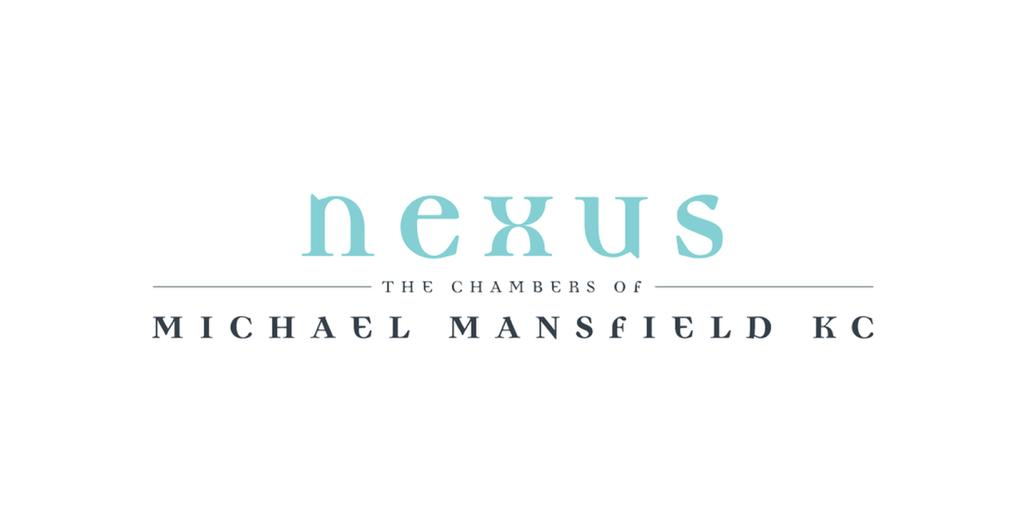 nexus
THE CHAMBERS OF
MICHAEL MANSFIELD KC